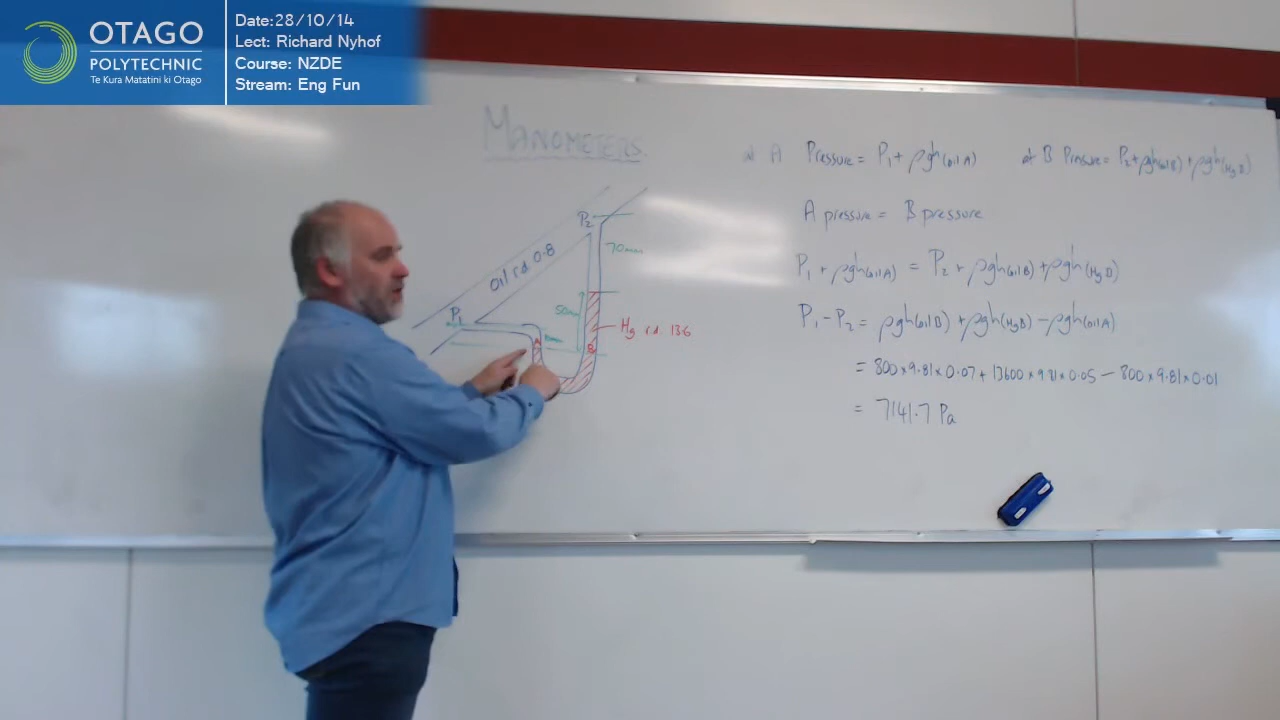 OTAGO
POLYTECHNIC
Te Kura Matatini ki Otago
Date:28/10/14
Lect: Richard Nyhof
Course: NZDE
Stream: Eng Fun
MANOMETERS
at A Pressure = P₁ + ρgh(oil A)
at B Pressure = P₂ + ρgh(oil B) + ρgh(Hg B)
A pressure = B pressure
P₁ + ρgh(oil A) = P₂ + ρgh(oil B) + ρgh(Hg B)
P₁ - P₂ = ρgh(oil B) + ρgh(Hg B) - ρgh(oil A)
= 800 × 9.81 × 0.07 + 13600 × 9.81 × 0.05 - 800 × 9.81 × 0.01
= 7141.7 Pa
P₂
70mm
Oil rd 0.8
P₁
Hg rd 13.6
A
B